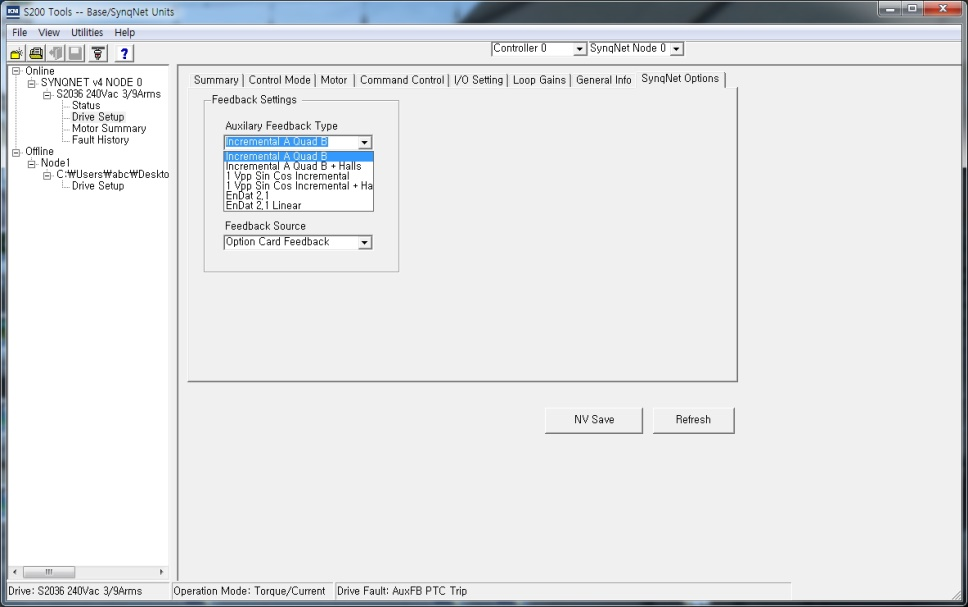 S200 Tools -- Base/SynqNet Units
File View Utilities Help
Controller 0 SynqNet Node 0
Online
SYNQNET v4 NODE 0
S2036 240Vac 3/9Arms
Status
Drive Setup
Motor Summary
Fault History
Offline
Node1
C:₩Users₩abc₩Deskto
Drive Setup
Summary Control Mode Motor Command Control I/O Setting Loop Gains General Info SynqNet Options
Feedback Settings
Auxilary Feedback Type
Incremental A Quad B
Incremental A Quad B
Incremental A Quad B + Halls
1 Vpp Sin Cos Incremental
1 Vpp Sin Cos Incremental + Ha
EnDat 2.1
EnDat 2.1 Linear
Feedback Source
Option Card Feedback
NV Save Refresh
Drive: S2036 240Vac 3/9Arms Operation Mode: Torque/Current Drive Fault: AuxFB PTC Trip